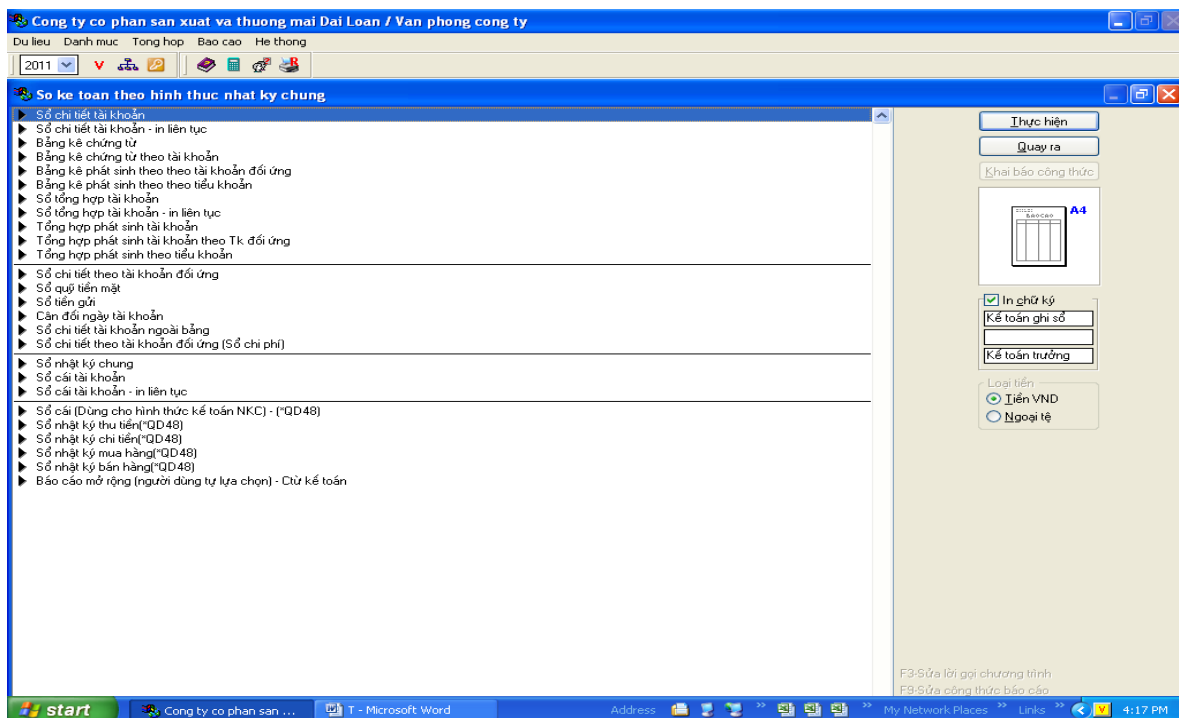 Cong ty co phan san xuat va thuong mai Dai Loan / Van phong cong ty
Du lieu Danh muc Tong hop Bao cao He thong
2011 V
So ke toan theo hinh thuc nhat ky chung
Sổ chi tiết tài khoản
Sổ chi tiết tài khoản - in liên tục
Bảng kê chứng từ
Bảng kê chứng từ theo tài khoản
Bảng kê phát sinh theo theo tài khoản đối ứng
Bảng kê phát sinh theo theo tiểu khoản
Sổ tổng hợp tài khoản
Sổ tổng hợp tài khoản - in liên tục
Tổng hợp phát sinh tài khoản
Tổng hợp phát sinh tài khoản theo Tk đối ứng
Tổng hợp phát sinh theo tiểu khoản
Sổ chi tiết theo tài khoản đối ứng
Sổ quỹ tiền mặt
Sổ tiền gửi
Cân đối ngày tài khoản
Sổ chi tiết tài khoản ngoài bảng
Sổ chi tiết theo tài khoản đối ứng (Sổ chi phí)
Sổ nhật ký chung
Sổ cái tài khoản
Sổ cái tài khoản - in liên tục
Sổ cái (Dùng cho hình thức kế toán NKC) - (*QD48)
Sổ nhật ký thu tiền(*QD48)
Sổ nhật ký chi tiền(*QD48)
Sổ nhật ký mua hàng(*QD48)
Sổ nhật ký bán hàng(*QD48)
Báo cáo mở rộng (người dùng tự lựa chọn) - Ctừ kế toán
Thực hiện
Quay ra
Khai báo công thức
BAOCAO
A4
In chữ ký
Kế toán ghi sổ
Kế toán trưởng
Loại tiền
Tiền VND
Ngoại tệ
F3-Sửa lời gọi chương trình
F9-Sửa công thức báo cáo
start Cong ty co phan san ... T - Microsoft Word Address » » My Network Places » Links » V 4:17 PM